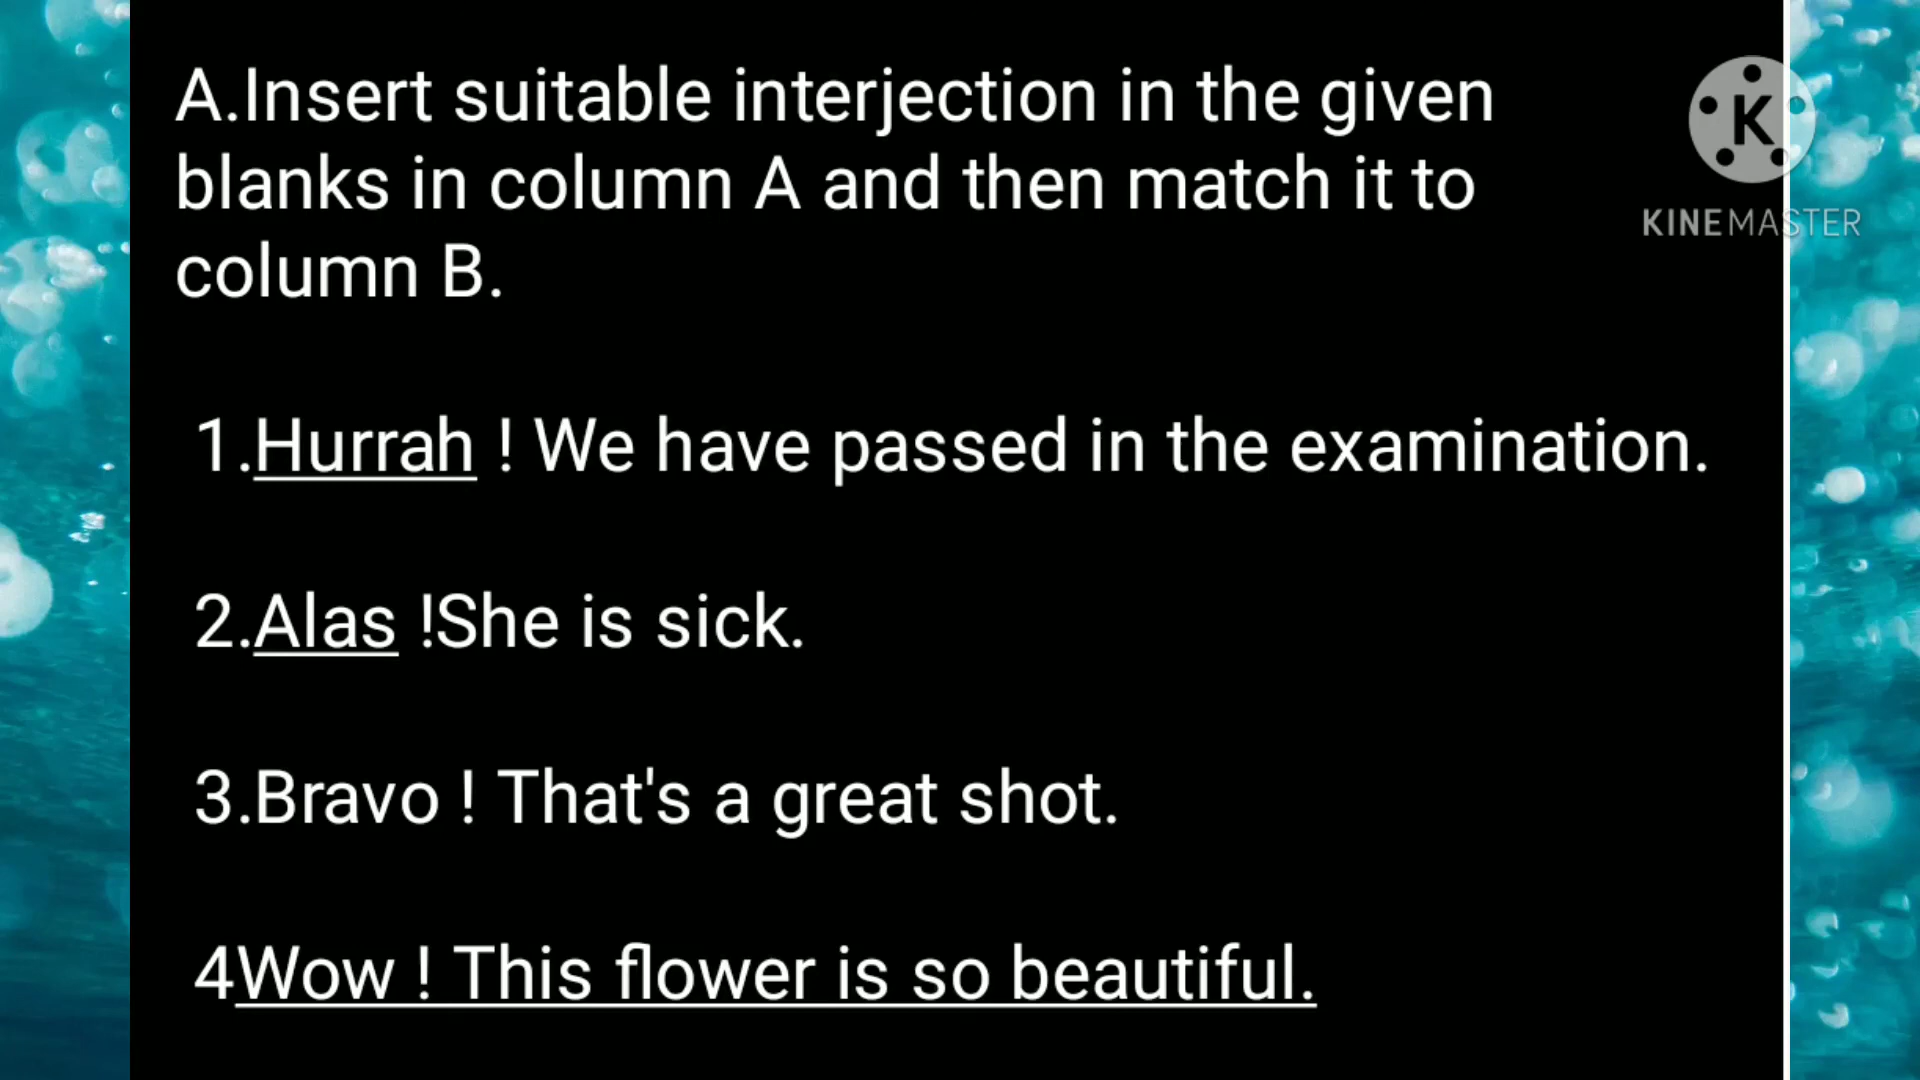 A.Insert suitable interjection in the given
blanks in column A and then match it to
column B.
K
KINEMASTER
1.Hurrah ! We have passed in the examination.
2.Alas !She is sick.
3.Bravo ! That's a great shot.
4Wow ! This flower is so beautiful.